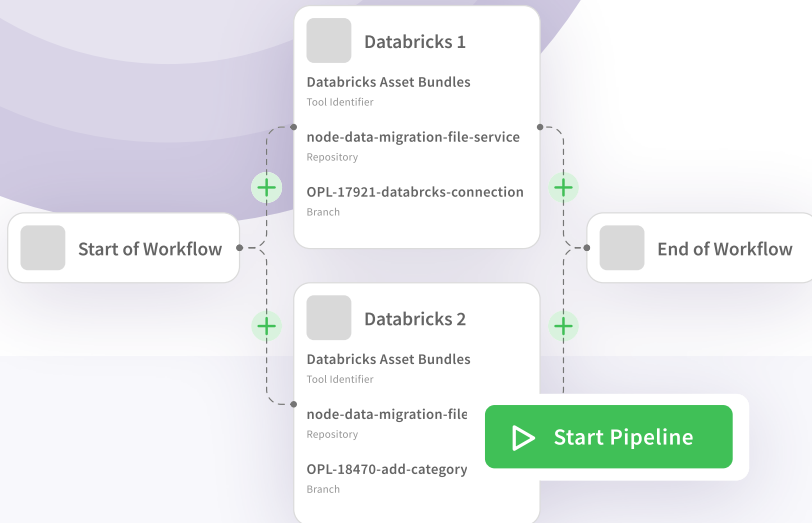 Databricks 1
Databricks Asset Bundles
Tool Identifier
node-data-migration-file-service
Repository
OPL-17921-databrcks-connection
Branch
Start of Workflow
End of Workflow
Databricks 2
Databricks Asset Bundles
Tool Identifier
node-data-migration-file
Repository
Start Pipeline
OPL-18470-add-category
Branch